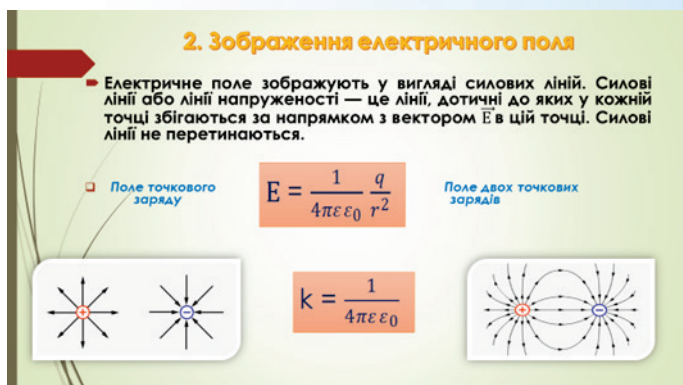 2. Зображення електричного поля
Електричне поле зображують у вигляді силових ліній. Силові
лінії або лінії напруженості — це лінії, дотичні до яких у кожній
точці збігаються за напрямком з вектором E⃗ в цій точці. Силові
лінії не перетинаються.
Поле точкового
заряду
E = 1/(4πεε₀) q/r²
Поле двох точкових
зарядів
k = 1/(4πεε₀)
+ −
+ −